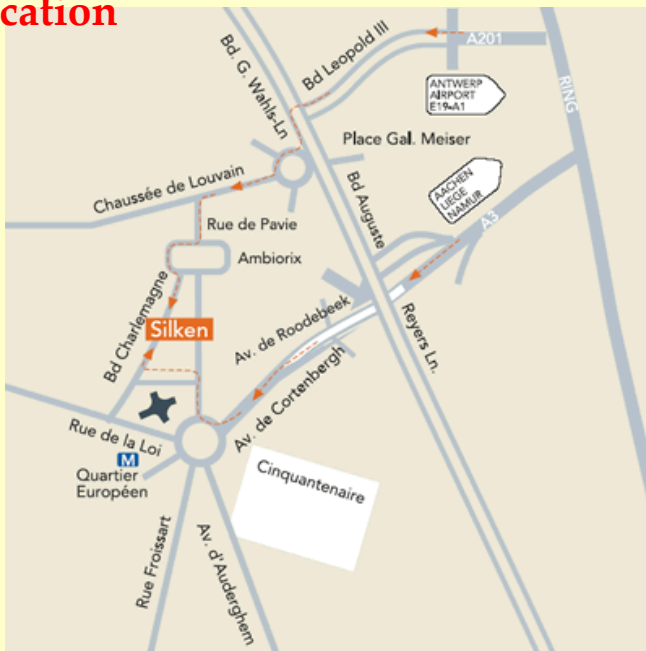 cation
Bd. G. Wahls-Ln
Bd Leopold III
A201
RING
ANTWERP
AIRPORT
E19-A1
Place Gal. Meiser
AACHEN
LIEGE
NAMUR
A3
Chaussée de Louvain
Bd Auguste
Rue de Pavie
Ambiorix
Bd Charlemagne
Silken
Av. de Roodebeek
Reyers Ln.
Av. de Cortenbergh
Rue de la Loi
M
Quartier
Européen
Cinquantenaire
Rue Froissart
Av. d'Auderghem